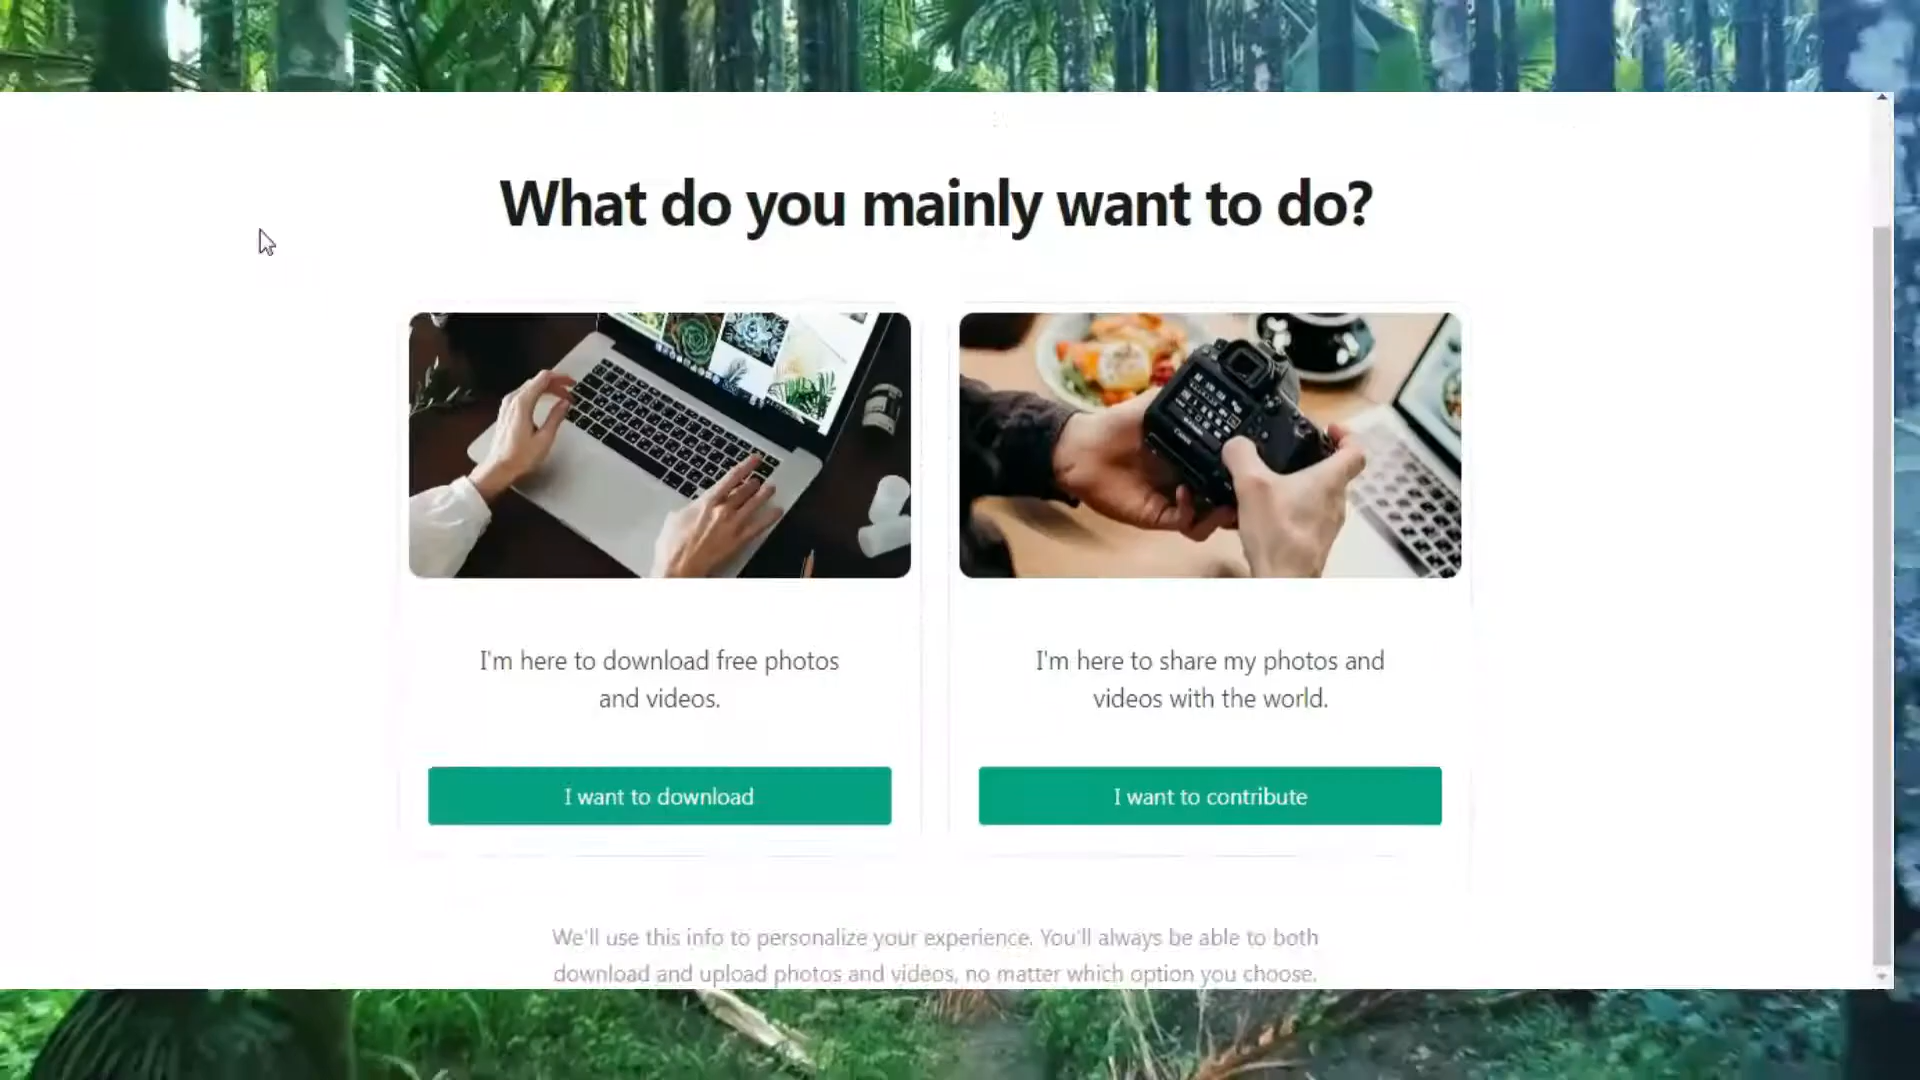 What do you mainly want to do?
I'm here to download free photos
and videos.
I want to download
I'm here to share my photos and
videos with the world.
I want to contribute
We'll use this info to personalize your experience. You'll always be able to both
download and upload photos and videos, no matter which option you choose.